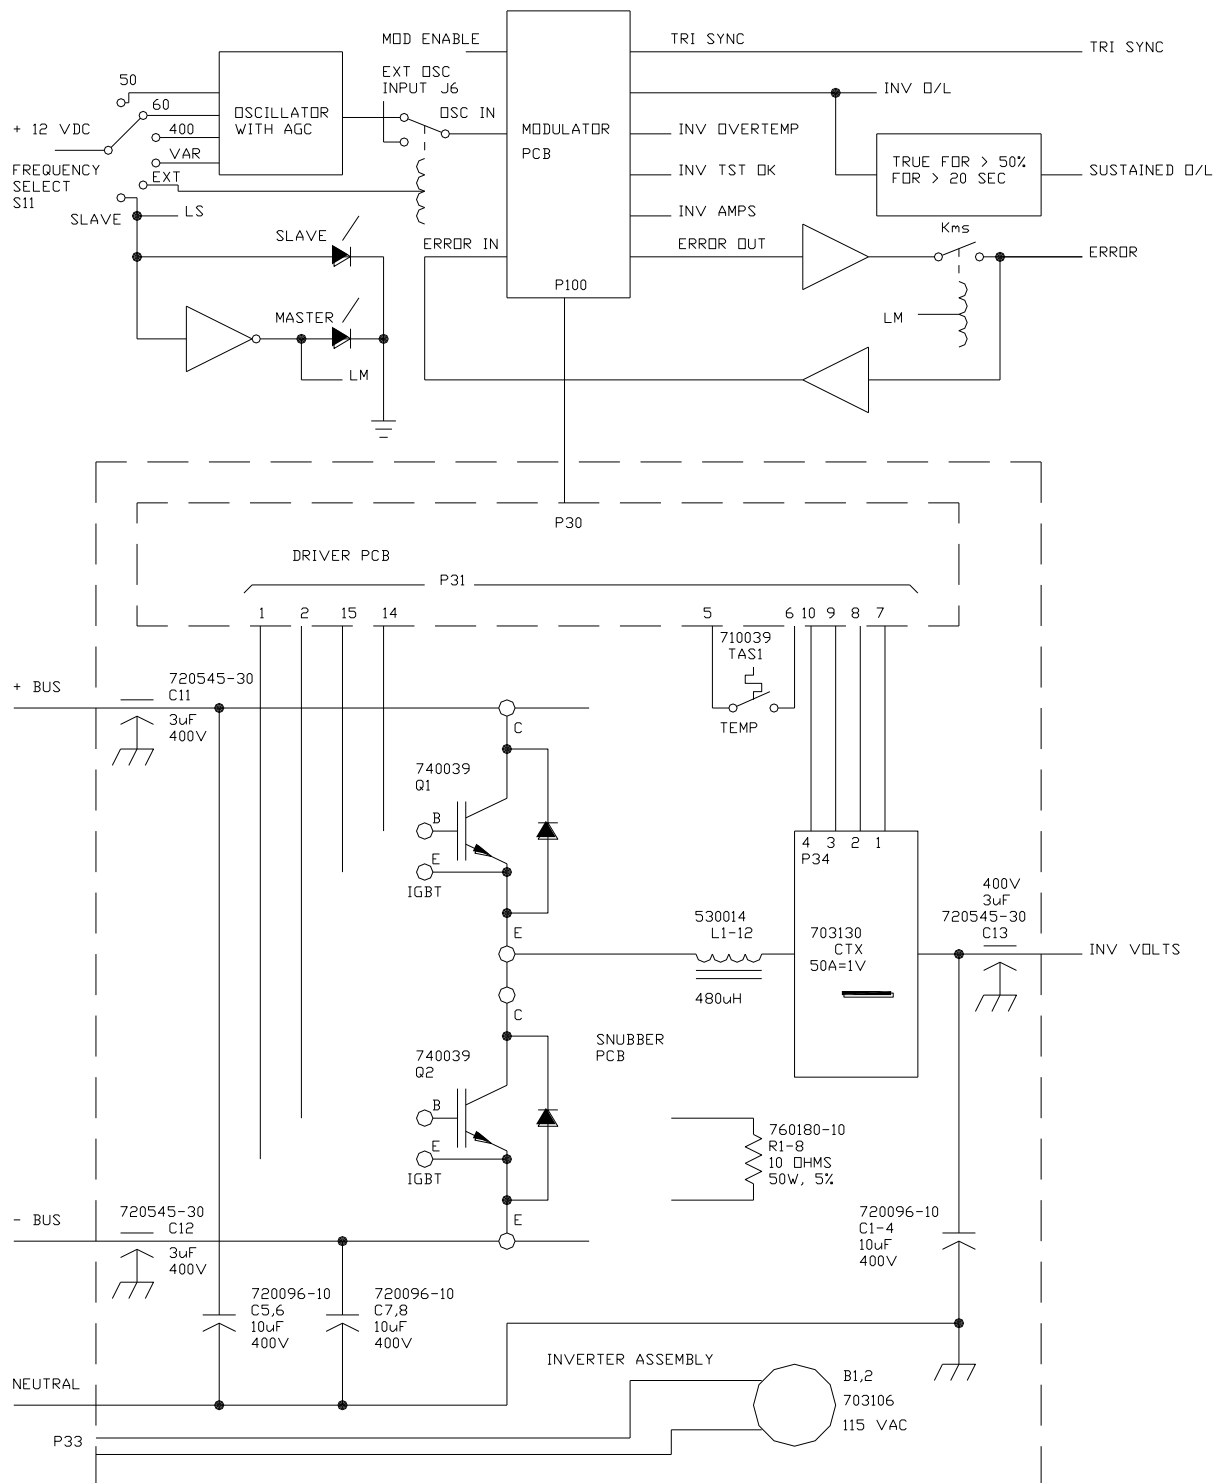 MOD ENABLE
TRI SYNC
TRI SYNC
50
EXT OSC
INPUT J6
INV O/L
60
OSCILLATOR
WITH AGC
OSC IN
MODULATOR
PCB
INV OVERTEMP
+ 12 VDC
400
VAR
EXT
FREQUENCY
SELECT
S11
INV TST OK
TRUE FOR > 50%
FOR > 20 SEC
SUSTAINED O/L
SLAVE
LS
INV AMPS
Kms
SLAVE
ERROR IN
ERROR OUT
ERROR
P100
MASTER
LM
LM
P30
DRIVER PCB
P31
1 2 15 14 5 6 10 9 8 7
710039
TAS1
TEMP
+ BUS
720545-30
C11
3uF
400V
C
740039
Q1
B
E
IGBT
4 3 2 1
P34
400V
3uF
720545-30
C13
530014
L1-12
480uH
703130
CTX
50A=1V
E
INV VOLTS
C
SNUBBER
PCB
740039
Q2
B
E
IGBT
760180-10
R1-8
10 OHMS
50W, 5%
E
- BUS
720545-30
C12
3uF
400V
720096-10
C1-4
10uF
400V
720096-10
C5,6
10uF
400V
720096-10
C7,8
10uF
400V
INVERTER ASSEMBLY
NEUTRAL
B1,2
703106
115 VAC
P33